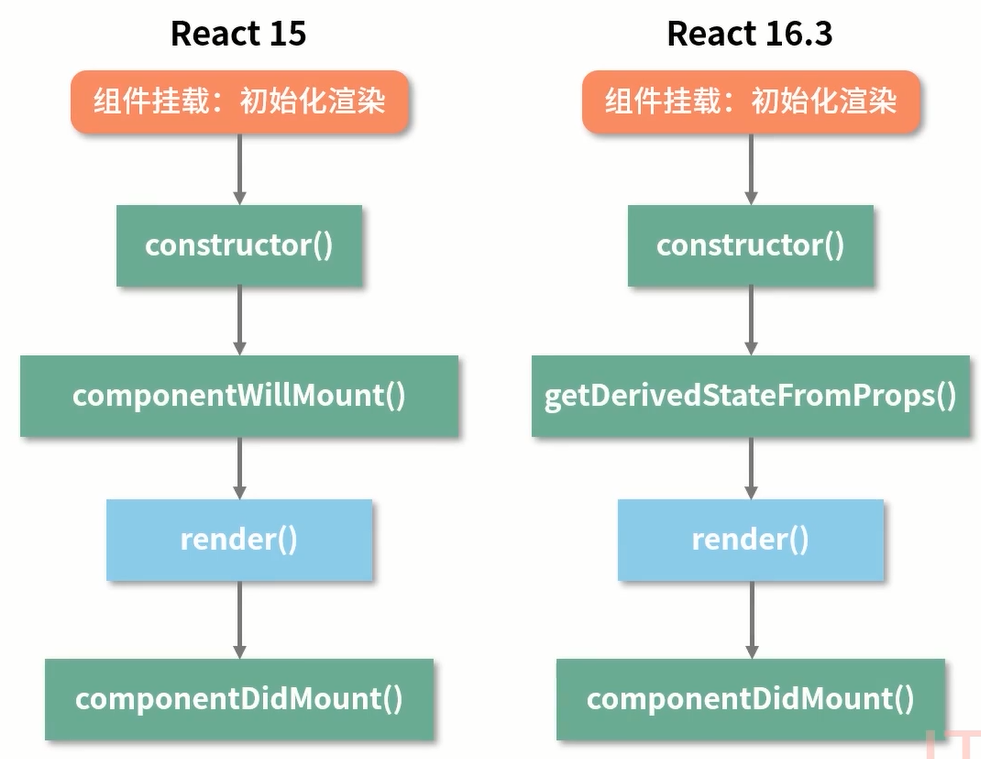 React 15
组件挂载：初始化渲染
constructor()
componentWillMount()
render()
componentDidMount()
React 16.3
组件挂载：初始化渲染
constructor()
getDerivedStateFromProps()
render()
componentDidMount()
IT